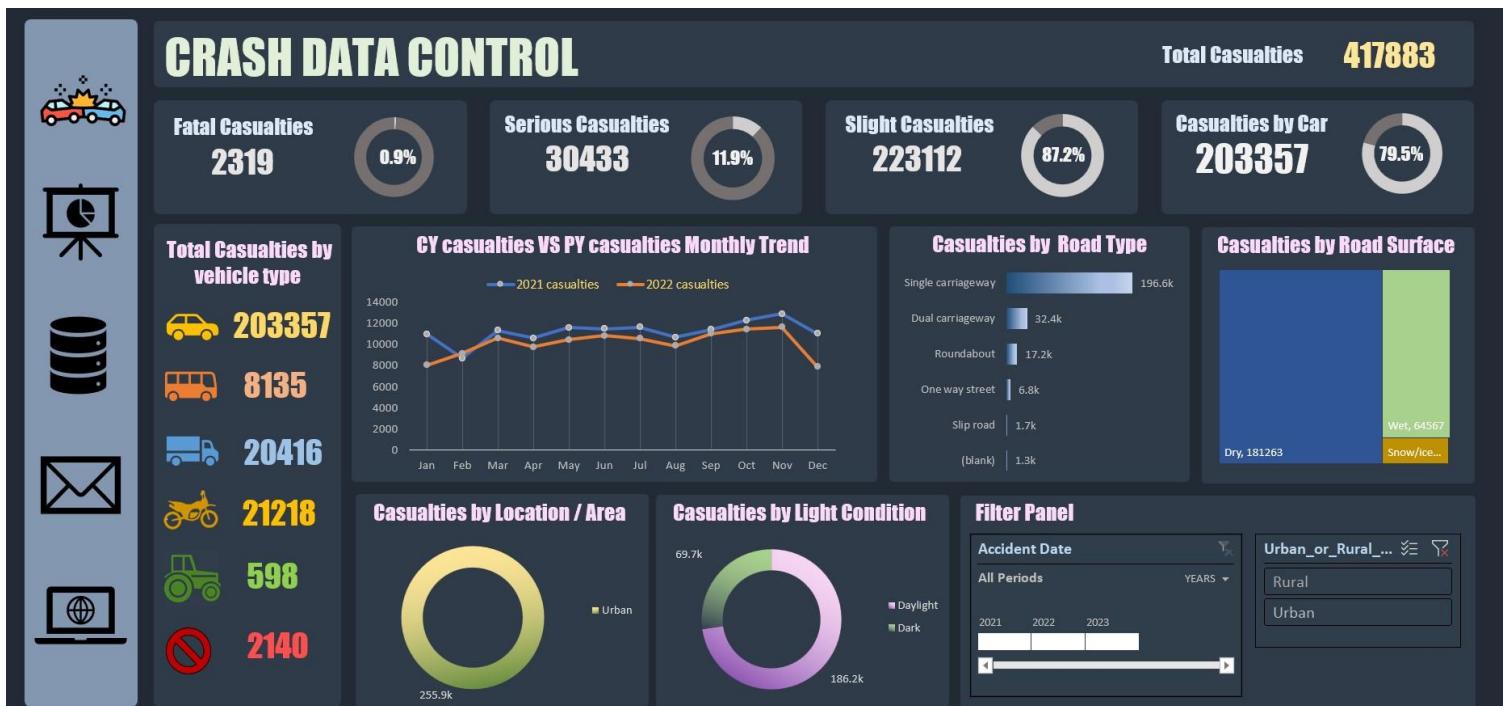 CRASH DATA CONTROL
Total Casualties 417883
Fatal Casualties
2319
0.9%
Serious Casualties
30433
11.9%
Slight Casualties
223112
87.2%
Casualties by Car
203357
79.5%
Total Casualties by
vehicle type
203357
8135
20416
21218
598
2140
CY casualties VS PY casualties Monthly Trend
2021 casualties 2022 casualties
14000
12000
10000
8000
6000
4000
2000
0
Jan Feb Mar Apr May Jun Jul Aug Sep Oct Nov Dec
Casualties by Road Type
Single carriageway 196.6k
Dual carriageway 32.4k
Roundabout 17.2k
One way street 6.8k
Slip road 1.7k
(blank) 1.3k
Casualties by Road Surface
Wet, 64567
Dry, 181263
Snow/ice...
Casualties by Location / Area
Urban
255.9k
Casualties by Light Condition
69.7k
Daylight
Dark
186.2k
Filter Panel
Accident Date
All Periods YEARS
2021 2022 2023
Urban_or_Rural_...
Rural
Urban